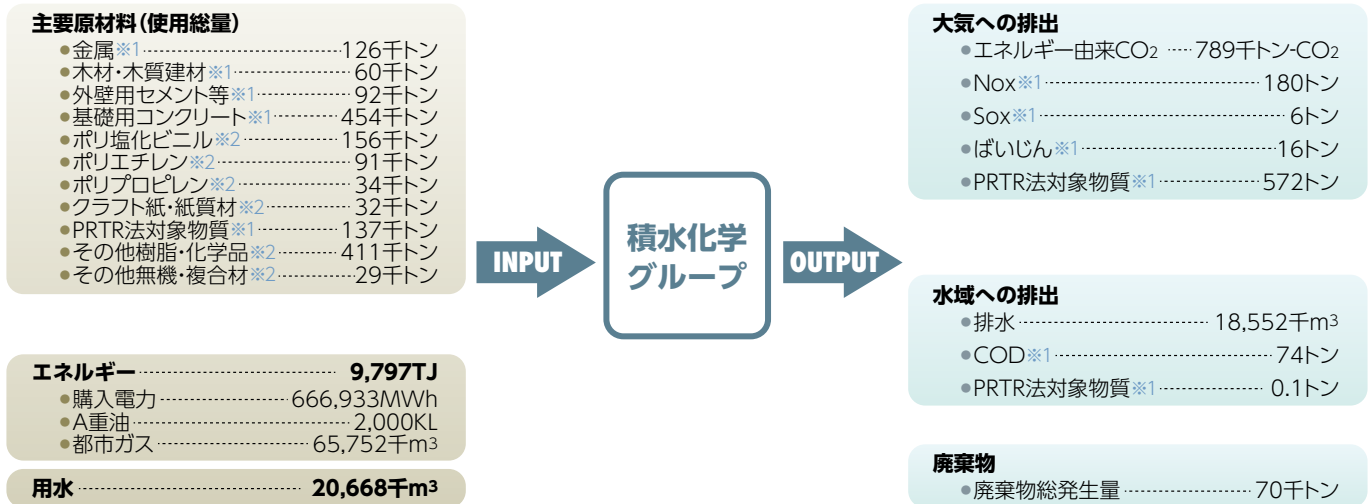 主要原材料(使用総量)
●金属※1 126千トン
●木材・木質建材※1 60千トン
●外壁用セメント等※1 92千トン
●基礎用コンクリート※1 454千トン
●ポリ塩化ビニル※2 156千トン
●ポリエチレン※2 91千トン
●ポリプロピレン※2 34千トン
●クラフト紙・紙質材※2 32千トン
●PRTR法対象物質※1 137千トン
●その他樹脂・化学品※2 411千トン
●その他無機・複合材※2 29千トン
エネルギー 9,797TJ
●購入電力 666,933MWh
●A重油 2,000KL
●都市ガス 65,752千m3
用水 20,668千m3
INPUT
積水化学
グループ
OUTPUT
大気への排出
●エネルギー由来CO2 789千トン-CO2
●Nox※1 180トン
●Sox※1 6トン
●ばいじん※1 16トン
●PRTR法対象物質※1 572トン
水域への排出
●排水 18,552千m3
●COD※1 74トン
●PRTR法対象物質※1 0.1トン
廃棄物
●廃棄物総発生量 70千トン